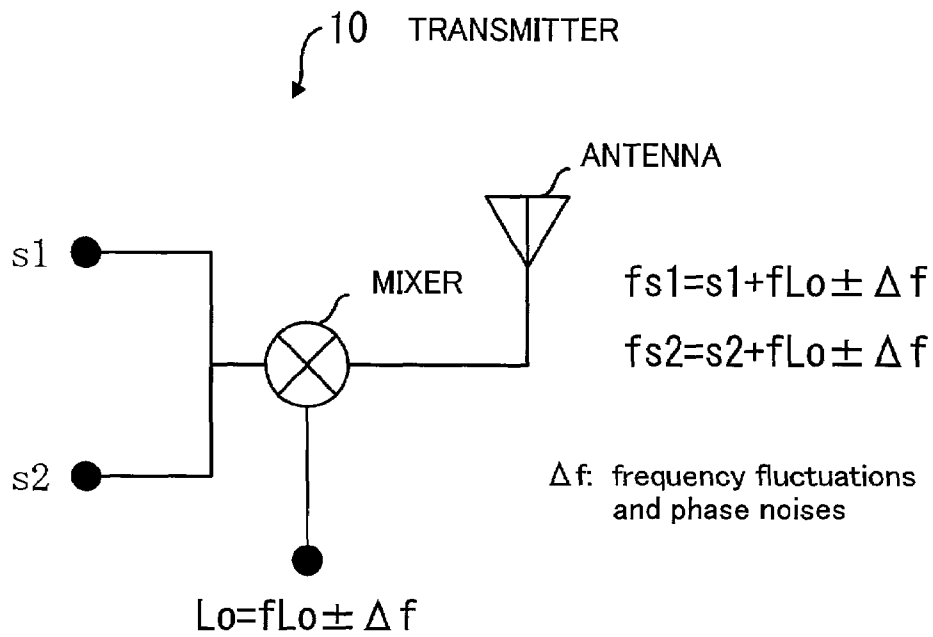 10 TRANSMITTER
ANTENNA
s1
MIXER
fs1=s1+fLo±Δf
fs2=s2+fLo±Δf
s2
Δf: frequency fluctuations
and phase noises
Lo=fLo±Δf